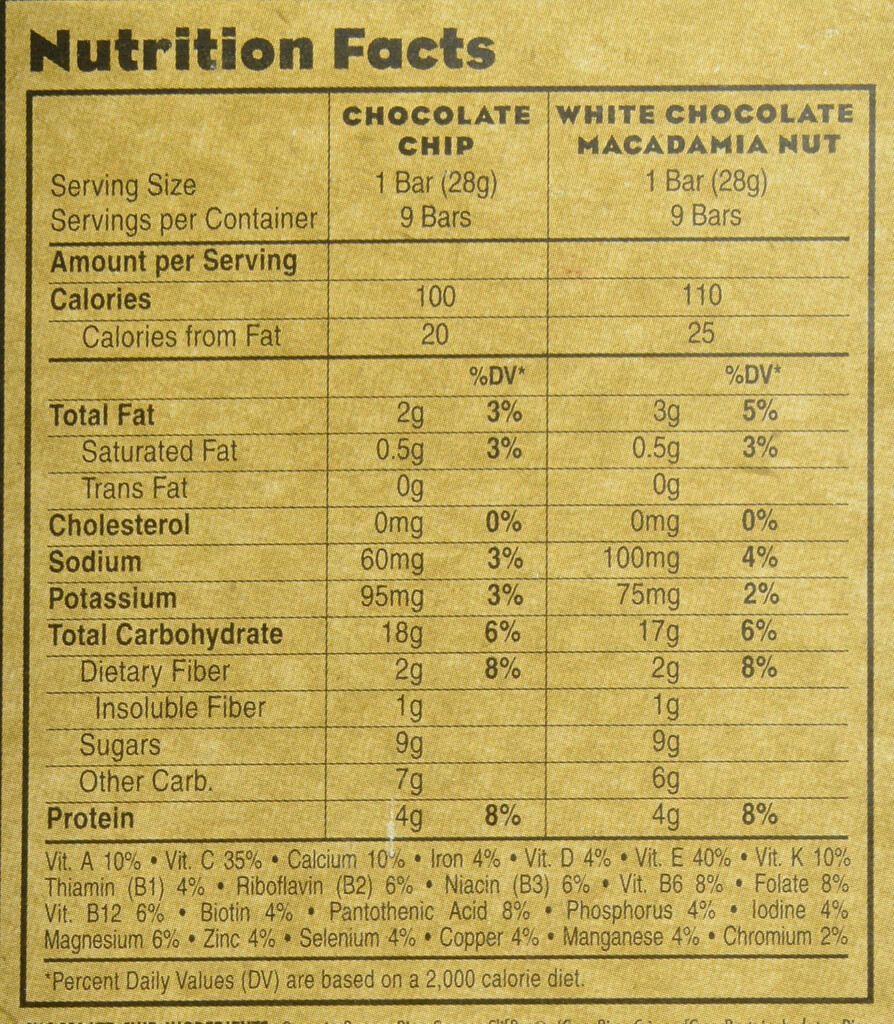 Nutrition Facts
CHOCOLATE CHIP WHITE CHOCOLATE MACADAMIA NUT
Serving Size 1 Bar (28g) 1 Bar (28g)
Servings per Container 9 Bars 9 Bars
Amount per Serving
Calories 100 110
Calories from Fat 20 25
%DV* %DV*
Total Fat 2g 3% 3g 5%
Saturated Fat 0.5g 3% 0.5g 3%
Trans Fat 0g 0g
Cholesterol 0mg 0% 0mg 0%
Sodium 60mg 3% 100mg 4%
Potassium 95mg 3% 75mg 2%
Total Carbohydrate 18g 6% 17g 6%
Dietary Fiber 2g 8% 2g 8%
Insoluble Fiber 1g 1g
Sugars 9g 9g
Other Carb. 7g 6g
Protein 4g 8% 4g 8%
Vit. A 10% • Vit. C 35% • Calcium 10% • Iron 4% • Vit. D 4% • Vit. E 40% • Vit. K 10%
Thiamin (B1) 4% • Riboflavin (B2) 6% • Niacin (B3) 6% • Vit. B6 8% • Folate 8%
Vit. B12 6% • Biotin 4% • Pantothenic Acid 8% • Phosphorus 4% • Iodine 4%
Magnesium 6% • Zinc 4% • Selenium 4% • Copper 4% • Manganese 4% • Chromium 2%
*Percent Daily Values (DV) are based on a 2,000 calorie diet.